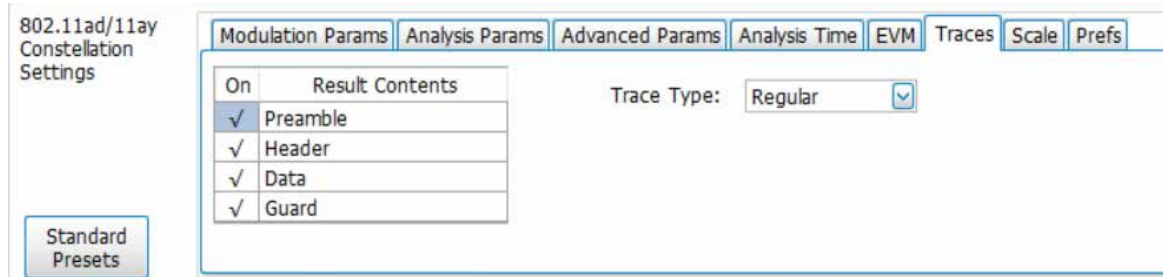 802.11ad/11ay
Constellation
Settings
Modulation Params Analysis Params Advanced Params Analysis Time EVM Traces Scale Prefs
On Result Contents
√ Preamble
√ Header
√ Data
√ Guard
Trace Type: Regular
Standard
Presets